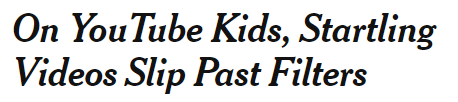 On YouTube Kids, Startling
Videos Slip Past Filters